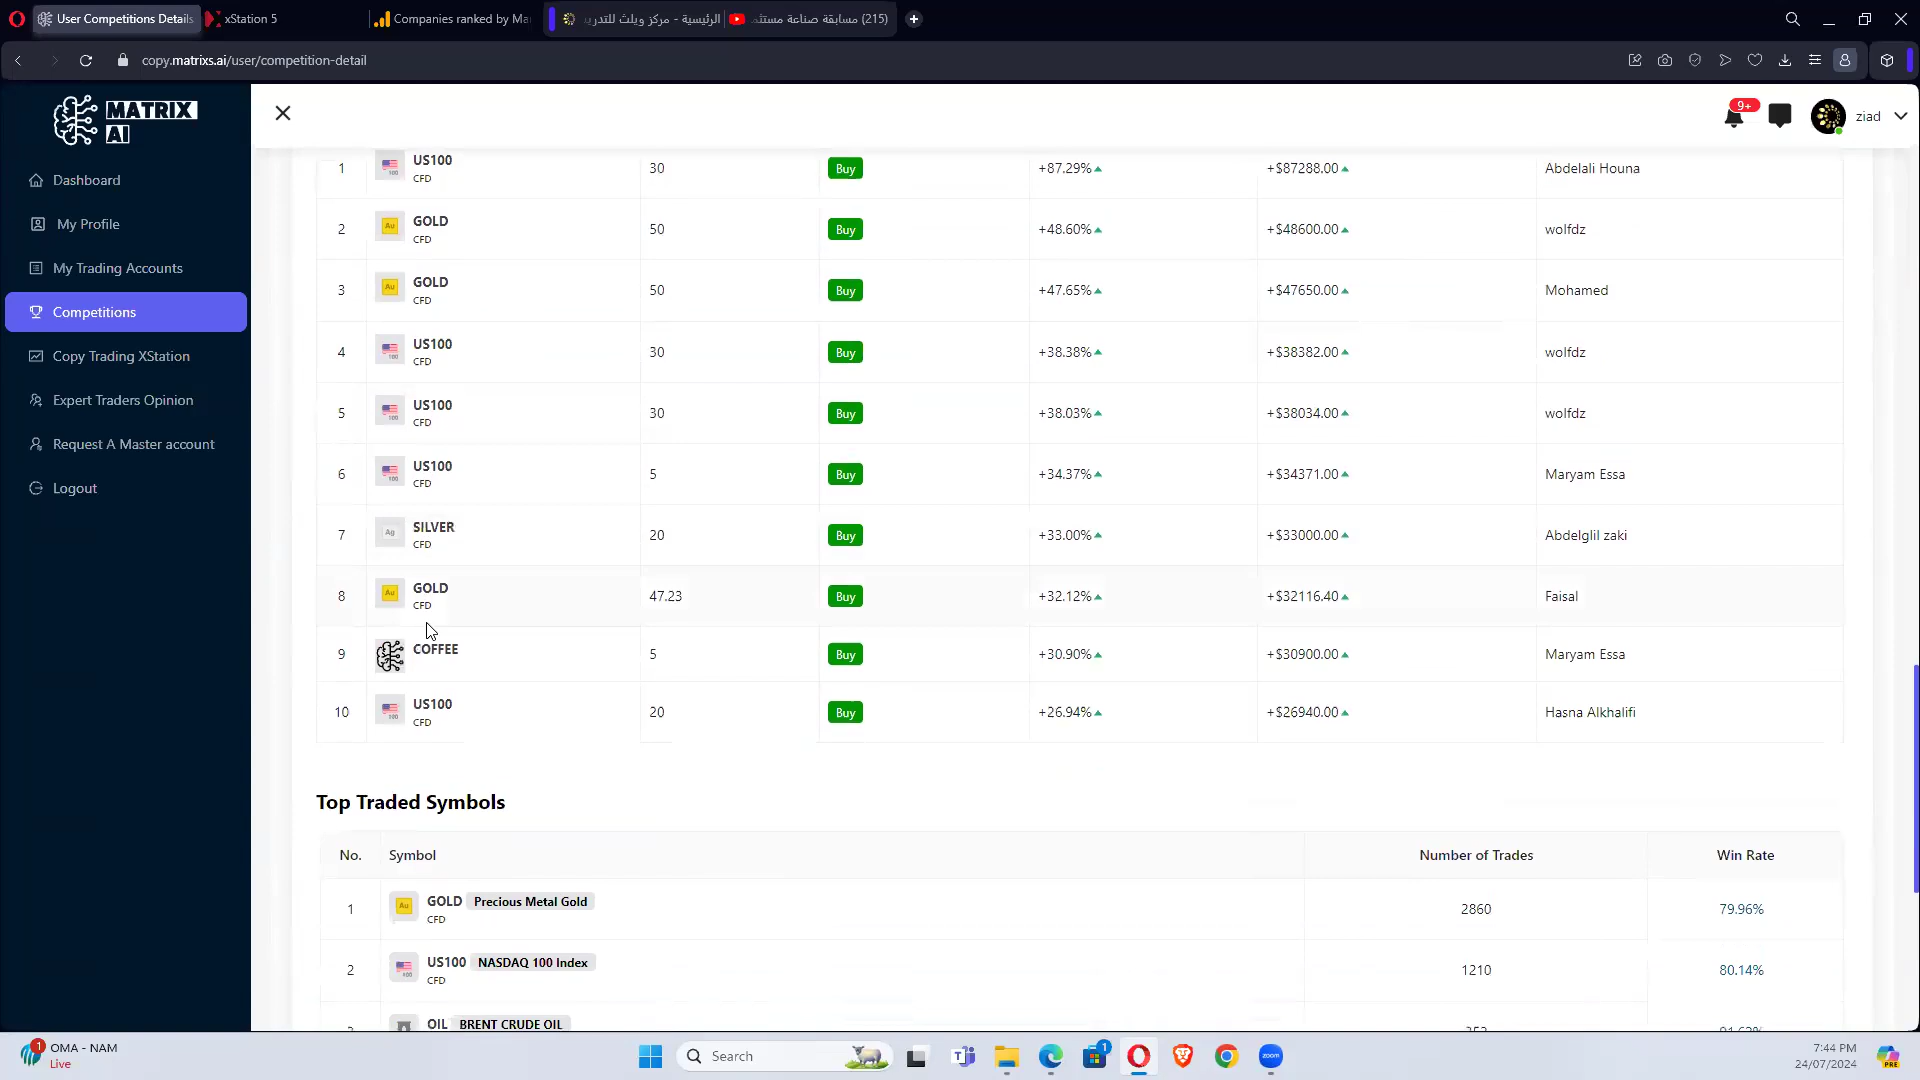 User Competitions Details
xStation 5
Companies ranked by Ma
الرئيسية - مركز ويلث للتدري
(215) مسابقة صناعة مستثم
copy.matrixs.ai/user/competition-detail
MATRIX
AI
9+
ziad
Dashboard
My Profile
My Trading Accounts
Competitions
Copy Trading XStation
Expert Traders Opinion
Request A Master account
Logout
1 US100 30 Buy +87.29% +$87288.00 Abdelali Houna
CFD
2 GOLD 50 Buy +48.60% +$48600.00 wolfdz
CFD
3 GOLD 50 Buy +47.65% +$47650.00 Mohamed
CFD
4 US100 30 Buy +38.38% +$38382.00 wolfdz
CFD
5 US100 30 Buy +38.03% +$38034.00 wolfdz
CFD
6 US100 5 Buy +34.37% +$34371.00 Maryam Essa
CFD
7 SILVER 20 Buy +33.00% +$33000.00 Abdelglil zaki
CFD
8 GOLD 47.23 Buy +32.12% +$32116.40 Faisal
CFD
9 COFFEE 5 Buy +30.90% +$30900.00 Maryam Essa
10 US100 20 Buy +26.94% +$26940.00 Hasna Alkhalifi
CFD
Top Traded Symbols
No. Symbol Number of Trades Win Rate
1 GOLD Precious Metal Gold 2860 79.96%
CFD
2 US100 NASDAQ 100 Index 1210 80.14%
CFD
OIL BRENT CRUDE OIL
1 OMA - NAM
Live
Search
1
zoom
7:44 PM
24/07/2024
PRE